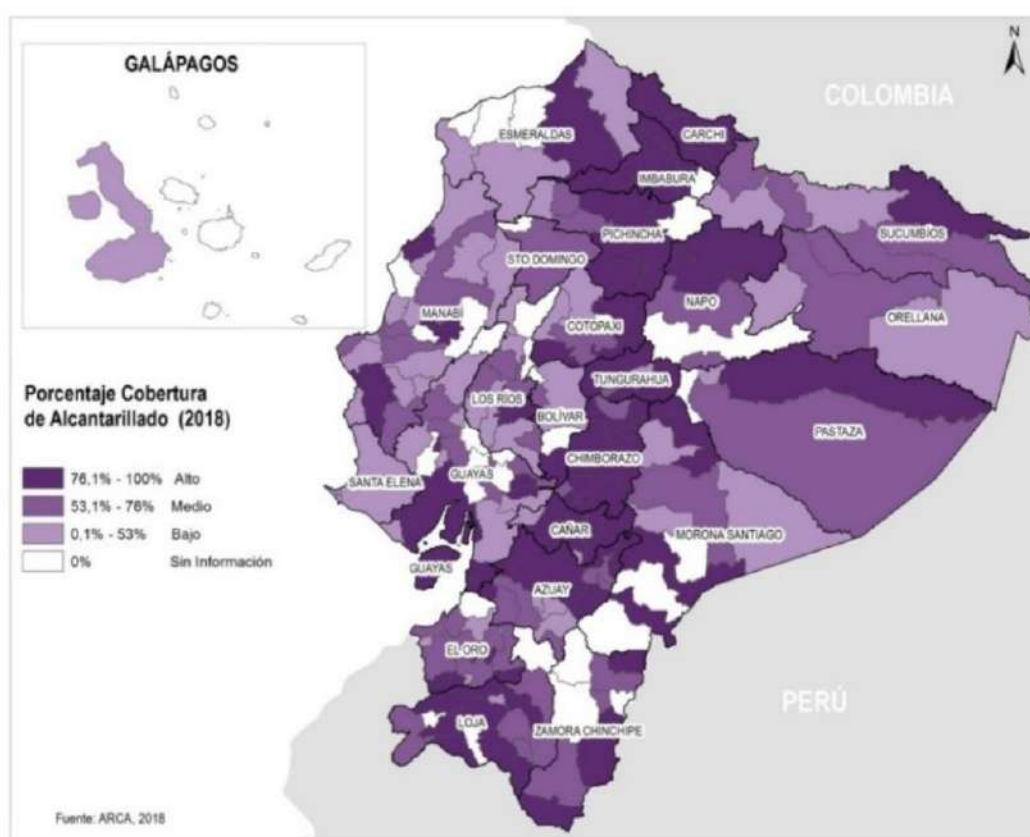 GALÁPAGOS
N
COLOMBIA
ESMERALDAS
CARCHI
IMBABURA
PICHINCHA
SUCUMBIOS
STO DOMINGO
NAPO
ORELLANA
MANABÍ
COTOPAXI
TUNGURAHUA
LOS RÍOS
BOLÍVAR
PASTAZA
CHIMBORAZO
SANTA ELENA
GUAYAS
CAÑAR
MORONA SANTIAGO
GUAYAS
AZUAY
EL ORO
PERÚ
LOJA
ZAMORA CHINCHIPE
Porcentaje Cobertura
de Alcantarillado (2018)
76,1% - 100% Alto
53,1% - 76% Medio
0,1% - 53% Bajo
0% Sin Información
Fuente: ARCA, 2018